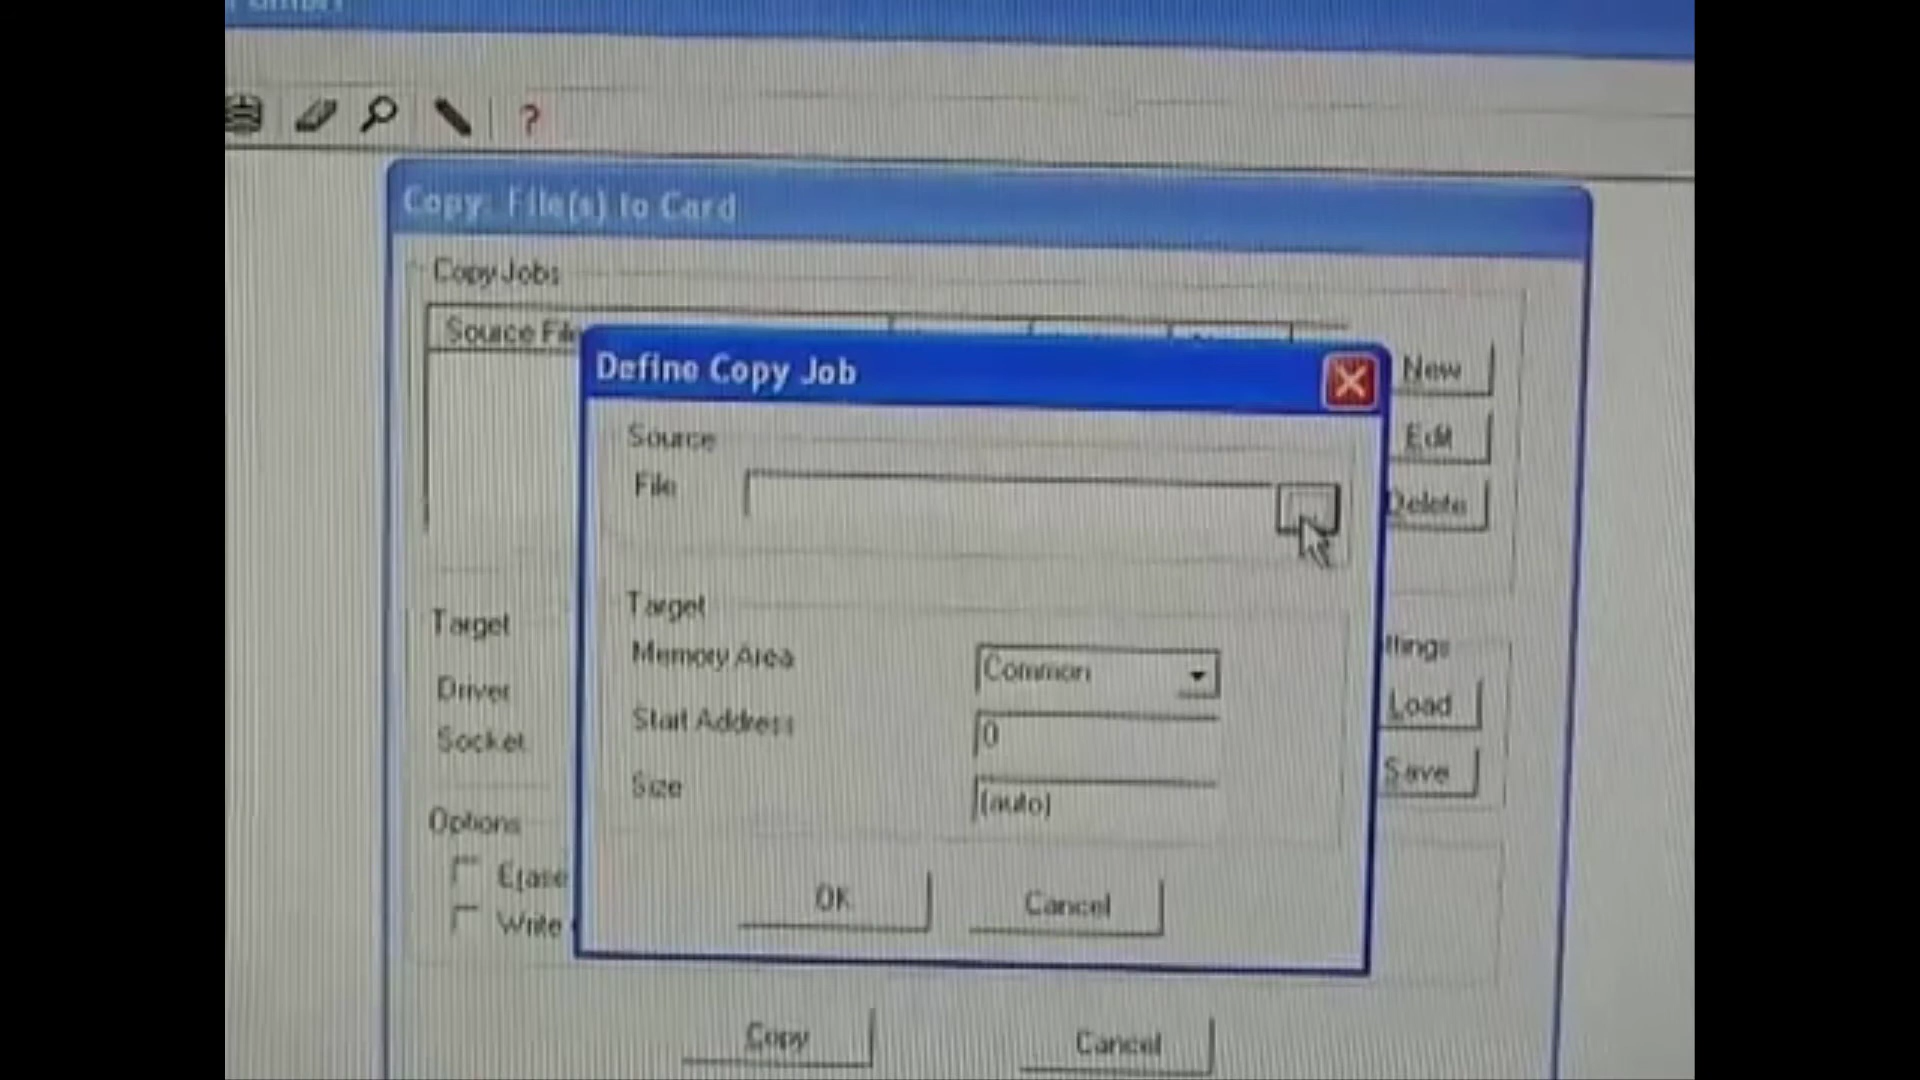 ?
Copy: File(s) to Card
Copy Jobs
Source File
New
Define Copy Job
Edit
Source
File
Delete
Target
Target
Memory Area
Common
Driver
Load
Start Address
0
Socket
Save
Size
(auto)
Options
Erase
OK
Cancel
Write
Copy
Cancel